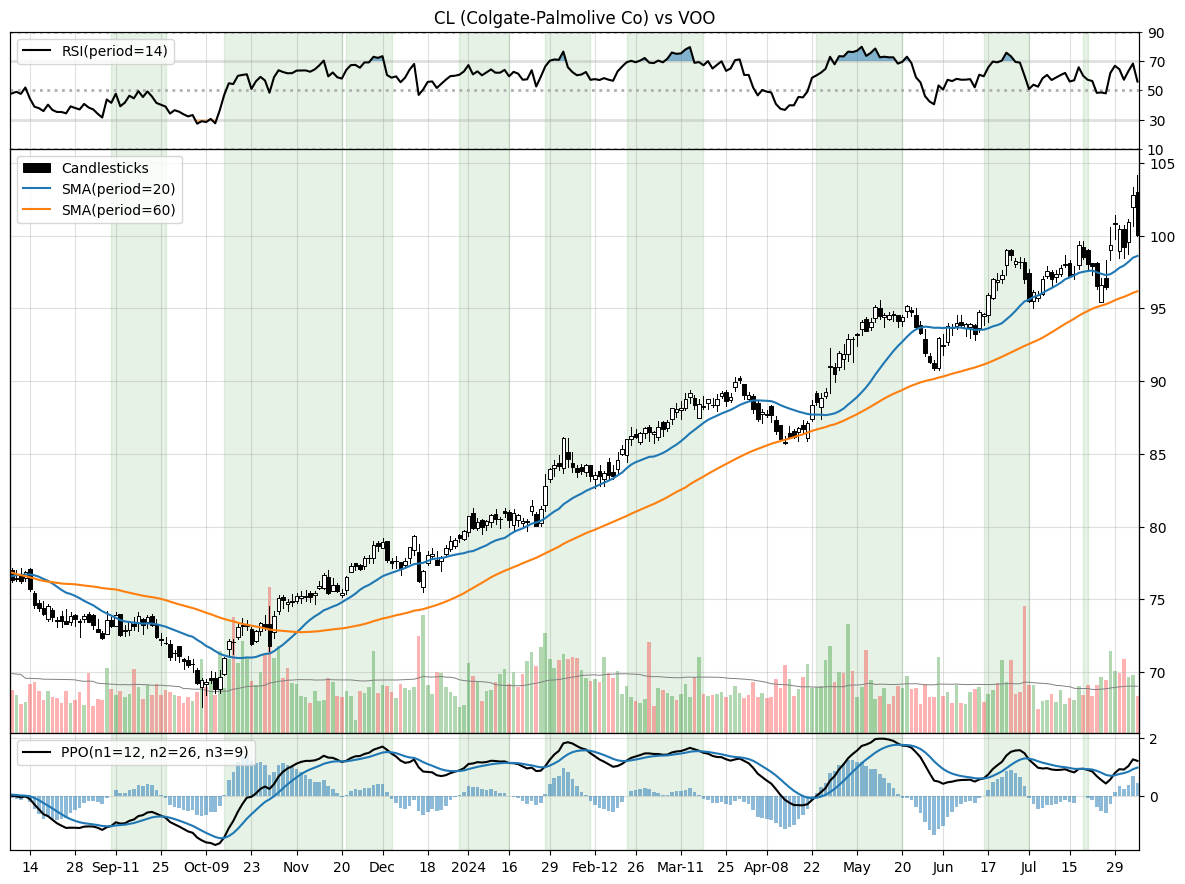 CL (Colgate-Palmolive Co) vs VOO
RSI(period=14)
90
70
50
30
10
Candlesticks
SMA(period=20)
SMA(period=60)
105
100
95
90
85
80
75
70
PPO(n1=12, n2=26, n3=9)
2
0
14 28 Sep-11 25 Oct-09 23 Nov 20 Dec 18 2024 16 29 Feb-12 26 Mar-11 25 Apr-08 22 May 20 Jun 17 Jul 15 29